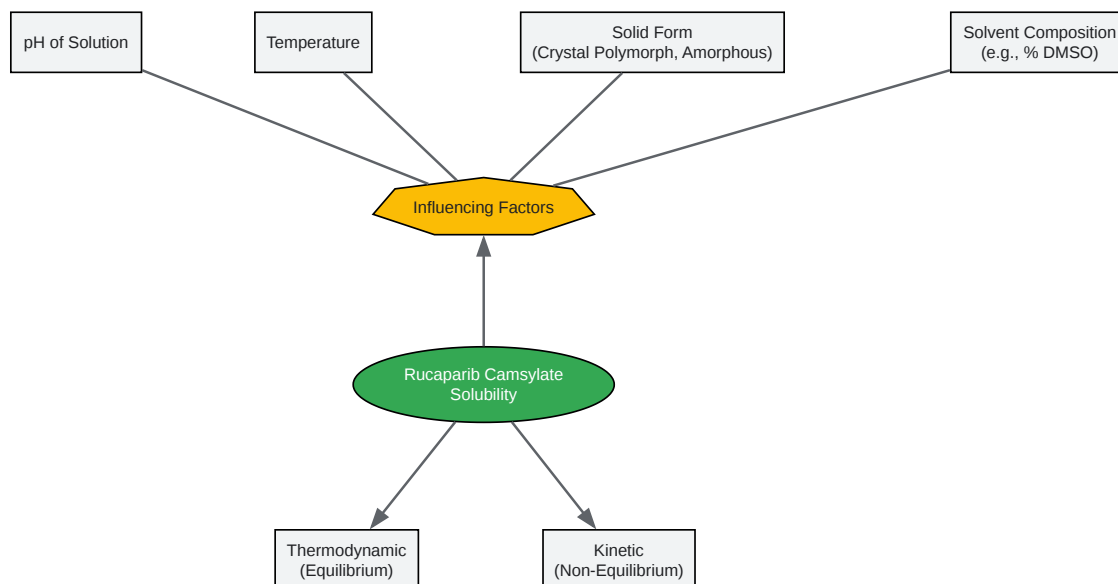 pH of Solution
Temperature
Solid Form
(Crystal Polymorph, Amorphous)
Solvent Composition
(e.g., % DMSO)
Influencing Factors
Rucaparib Camsylate
Solubility
Thermodynamic
(Equilibrium)
Kinetic
(Non-Equilibrium)